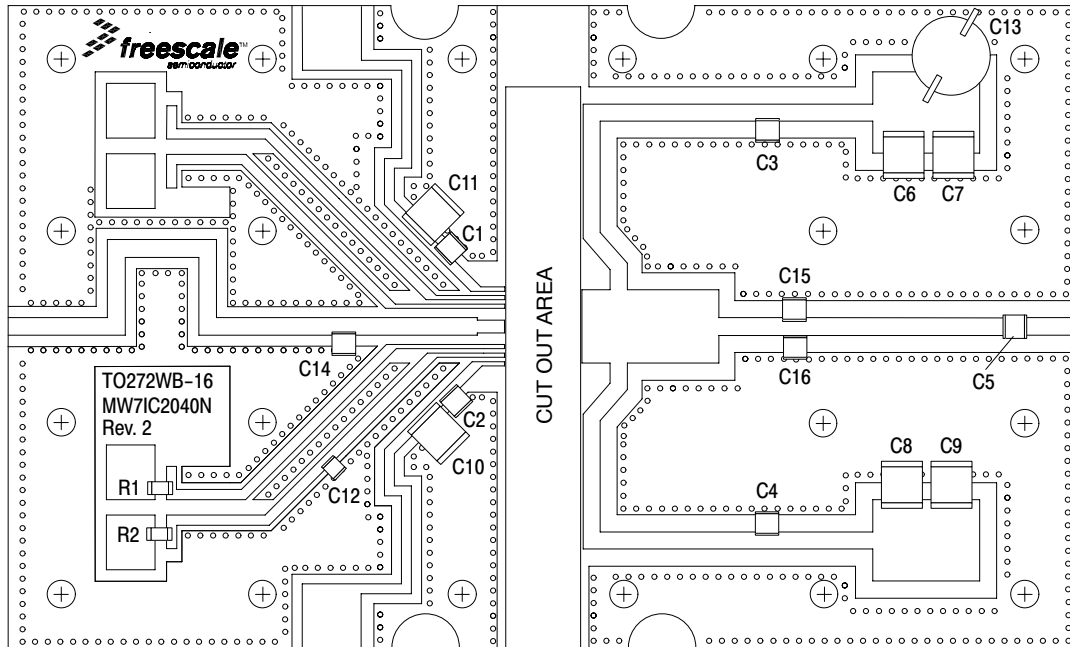 freescale™
semiconductor
C13
C3
C6 C7
C11
C1
CUT OUT AREA
C15
C14
C16
C5
TO272WB-16
MW7IC2040N
Rev. 2
C2
C10
C8 C9
R1
C12
C4
R2